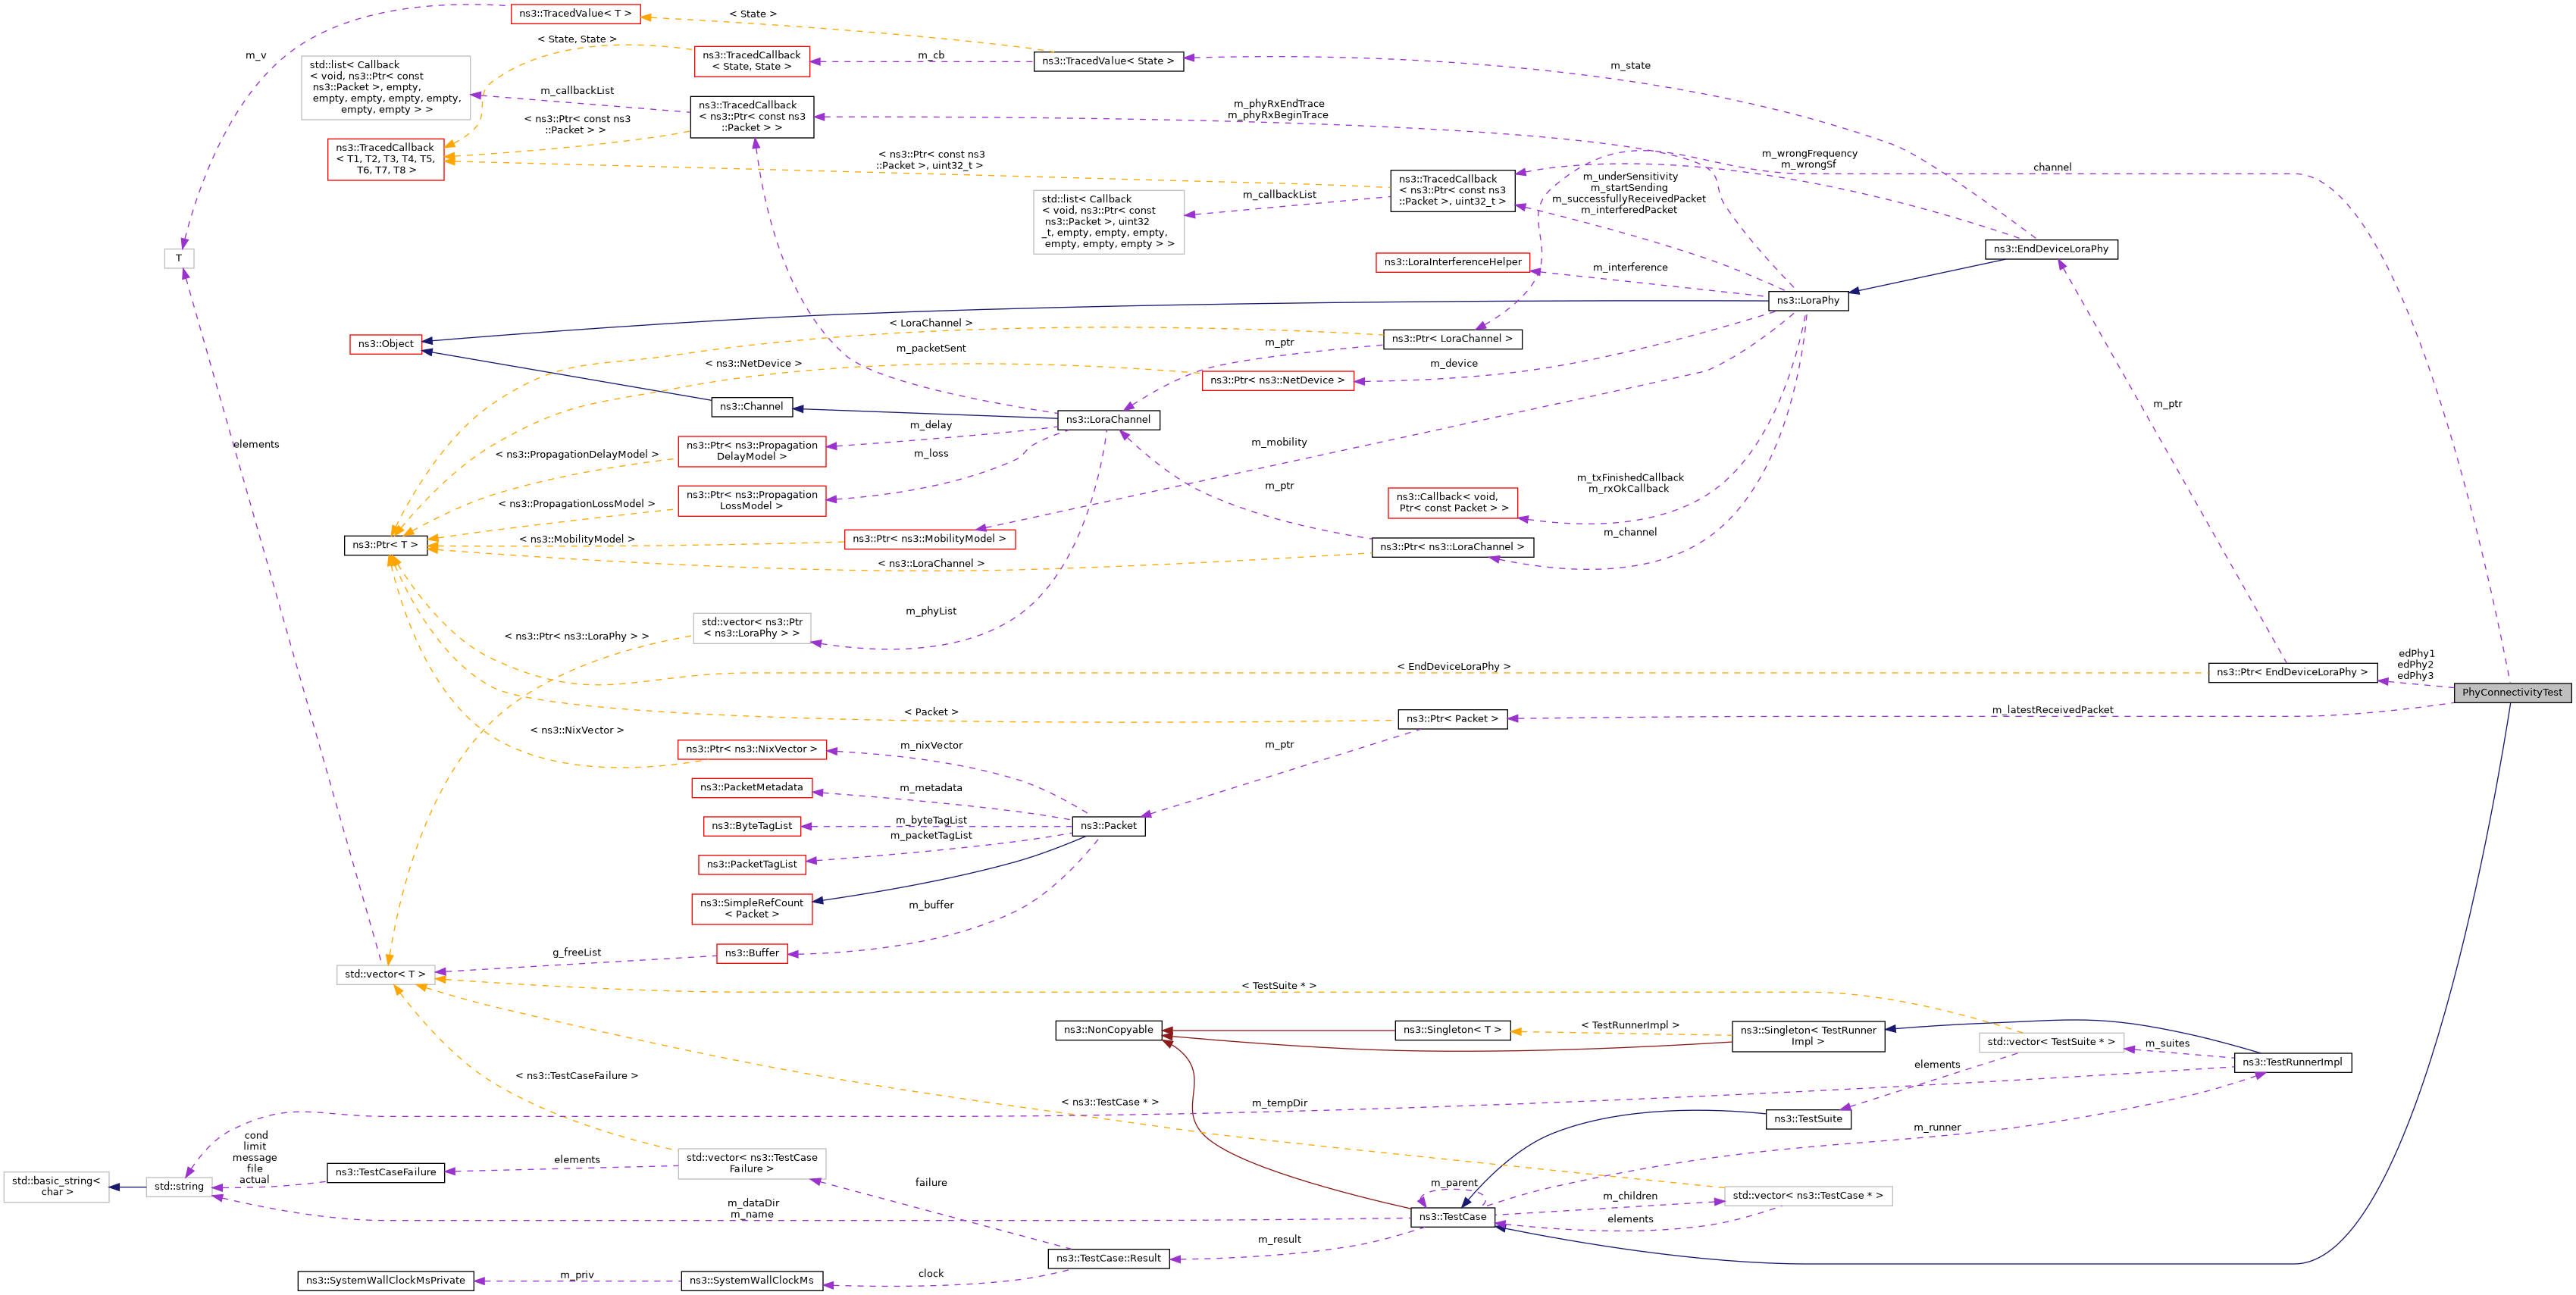 ns3::TracedValue< T >
< State >
< State, State >
m_v
ns3::TracedCallback
< State, State >
m_cb
ns3::TracedValue< State >
m_state
std::list< Callback
< void, ns3::Ptr< const
ns3::Packet >, empty,
empty, empty, empty, empty,
empty, empty > >
m_callbackList
ns3::TracedCallback
< ns3::Ptr< const ns3
::Packet > >
m_phyRxEndTrace
m_phyRxBeginTrace
< ns3::Ptr< const ns3
::Packet > >
ns3::TracedCallback
< T1, T2, T3, T4, T5,
T6, T7, T8 >
< ns3::Ptr< const ns3
::Packet >, uint32_t >
m_wrongFrequency
m_wrongSf
channel
ns3::TracedCallback
< ns3::Ptr< const ns3
::Packet >, uint32_t >
m_underSensitivity
m_startSending
m_successfullyReceivedPacket
m_interferedPacket
std::list< Callback
< void, ns3::Ptr< const
ns3::Packet >, uint32
_t, empty, empty, empty,
empty, empty, empty > >
m_callbackList
T
ns3::EndDeviceLoraPhy
ns3::LoraInterferenceHelper
m_interference
ns3::LoraPhy
ns3::Object
< LoraChannel >
m_packetSent
m_ptr
ns3::Ptr< LoraChannel >
< ns3::NetDevice >
ns3::Ptr< ns3::NetDevice >
m_device
ns3::Channel
ns3::LoraChannel
m_ptr
elements
m_delay
ns3::Ptr< ns3::Propagation
DelayModel >
< ns3::PropagationDelayModel >
m_loss
m_mobility
ns3::Ptr< ns3::Propagation
LossModel >
< ns3::PropagationLossModel >
m_ptr
m_txFinishedCallback
m_rxOkCallback
ns3::Callback< void,
Ptr< const Packet > >
ns3::Ptr< T >
< ns3::MobilityModel >
ns3::Ptr< ns3::MobilityModel >
ns3::Ptr< ns3::LoraChannel >
m_channel
< ns3::LoraChannel >
m_phyList
std::vector< ns3::Ptr
< ns3::LoraPhy > >
< ns3::Ptr< ns3::LoraPhy > >
< EndDeviceLoraPhy >
ns3::Ptr< EndDeviceLoraPhy >
edPhy1
edPhy2
edPhy3
PhyConnectivityTest
< Packet >
ns3::Ptr< Packet >
m_latestReceivedPacket
< ns3::NixVector >
ns3::Ptr< ns3::NixVector >
m_nixVector
m_ptr
ns3::PacketMetadata
m_metadata
ns3::ByteTagList
m_byteTagList
ns3::Packet
m_packetTagList
ns3::PacketTagList
ns3::SimpleRefCount
< Packet >
m_buffer
ns3::Buffer
g_freeList
std::vector< T >
< TestSuite * >
ns3::NonCopyable
ns3::Singleton< T >
< TestRunnerImpl >
ns3::Singleton< TestRunner
Impl >
std::vector< TestSuite * >
m_suites
ns3::TestRunnerImpl
elements
< ns3::TestCaseFailure >
< ns3::TestCase * >
m_tempDir
ns3::TestSuite
m_runner
cond
limit
message
file
actual
std::basic_string<
char >
std::string
ns3::TestCaseFailure
elements
std::vector< ns3::TestCase
Failure >
failure
m_parent
m_children
std::vector< ns3::TestCase * >
m_dataDir
m_name
ns3::TestCase
elements
m_result
ns3::TestCase::Result
clock
ns3::SystemWallClockMsPrivate
m_priv
ns3::SystemWallClockMs